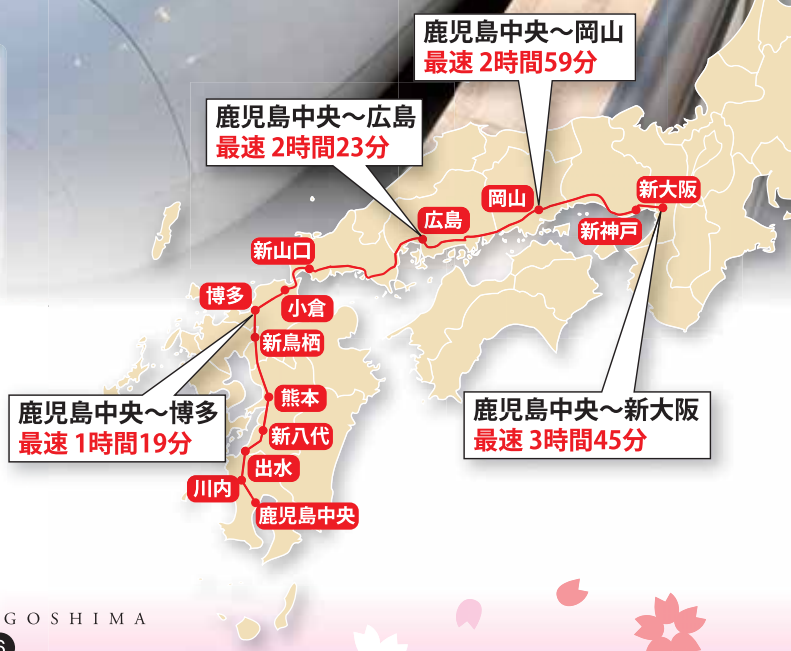 鹿児島中央～岡山
最速 2時間59分
鹿児島中央～広島
最速 2時間23分
新大阪
岡山
広島
新神戸
新山口
博多
小倉
新鳥栖
熊本
鹿児島中央～博多
最速 1時間19分
鹿児島中央～新大阪
最速 3時間45分
新八代
出水
川内
鹿児島中央
GOSHIMA
6